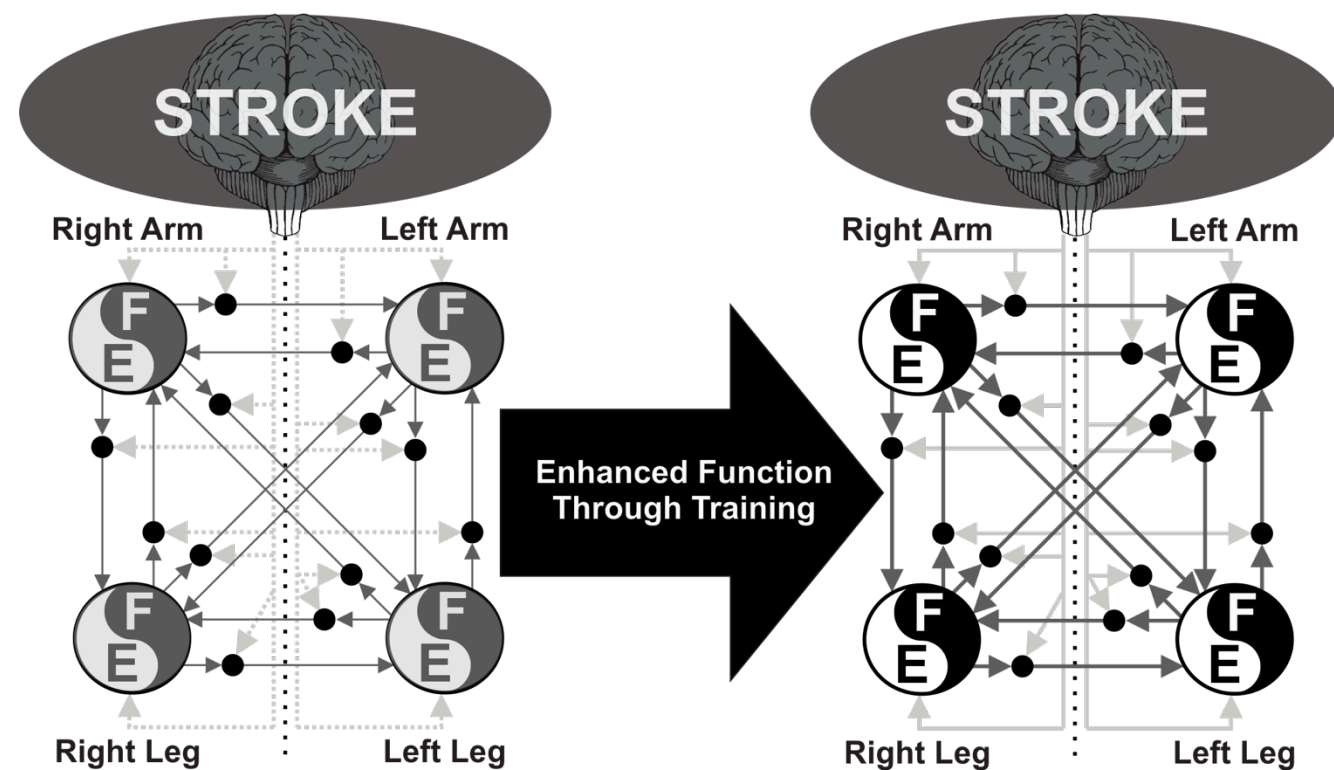 STROKE
STROKE
Right Arm
Left Arm
Right Arm
Left Arm
F
F
F
F
E
E
E
E
Enhanced Function
Through Training
F
F
F
F
E
E
E
E
Right Leg
Left Leg
Right Leg
Left Leg